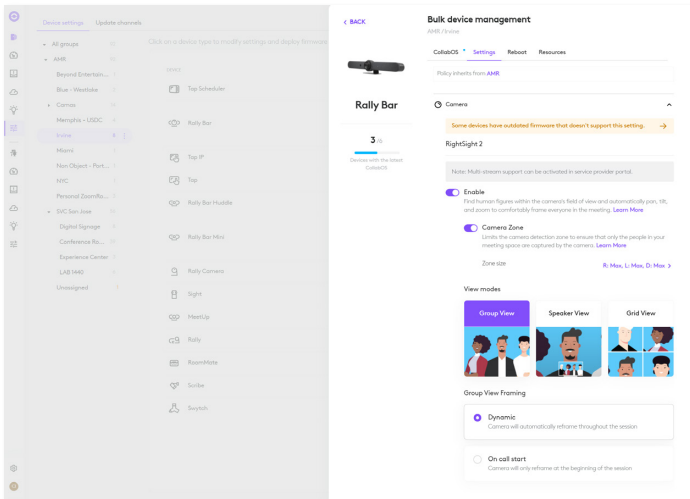 Device settings
Update channels
All groups
AMR
Beyond Entertain...
Blue - Westlake
Camas
Memphis - USDC
Irvine
Miami
Non Object - Port...
NYC
Personal ZoomRo...
SVC San Jose
Digital Signage
Conference Ro...
Experience Center
LAB 1440
Unassigned
Click on a device type to modify settings and deploy firmware
DEVICE
Tap Scheduler
Rally Bar
Tap IP
Tap
Rally Bar Huddle
Rally Bar Mini
Rally Camera
Sight
MeetUp
Rally
RoomMate
Scribe
Swytch
< BACK
Rally Bar
3 /6
Devices with the latest
CollabOS
Bulk device management
AMR / Irvine
CollabOS
Settings
Reboot
Resources
Policy inherits from AMR
Camera
Some devices have outdated firmware that doesn't support this setting.
RightSight 2
Note: Multi-stream support can be activated in service provider portal.
Enable
Find human figures within the camera's field of view and automatically pan, tilt,
and zoom to comfortably frame everyone in the meeting. Learn More
Camera Zone
Limits the camera detection zone to ensure that only the people in your
meeting space are captured by the camera. Learn More
Zone size
R: Max, L: Max, D: Max >
View modes
Group View
Speaker View
Grid View
Group View Framing
Dynamic
Camera will automatically reframe throughout the session
On call start
Camera will only reframe at the beginning of the session